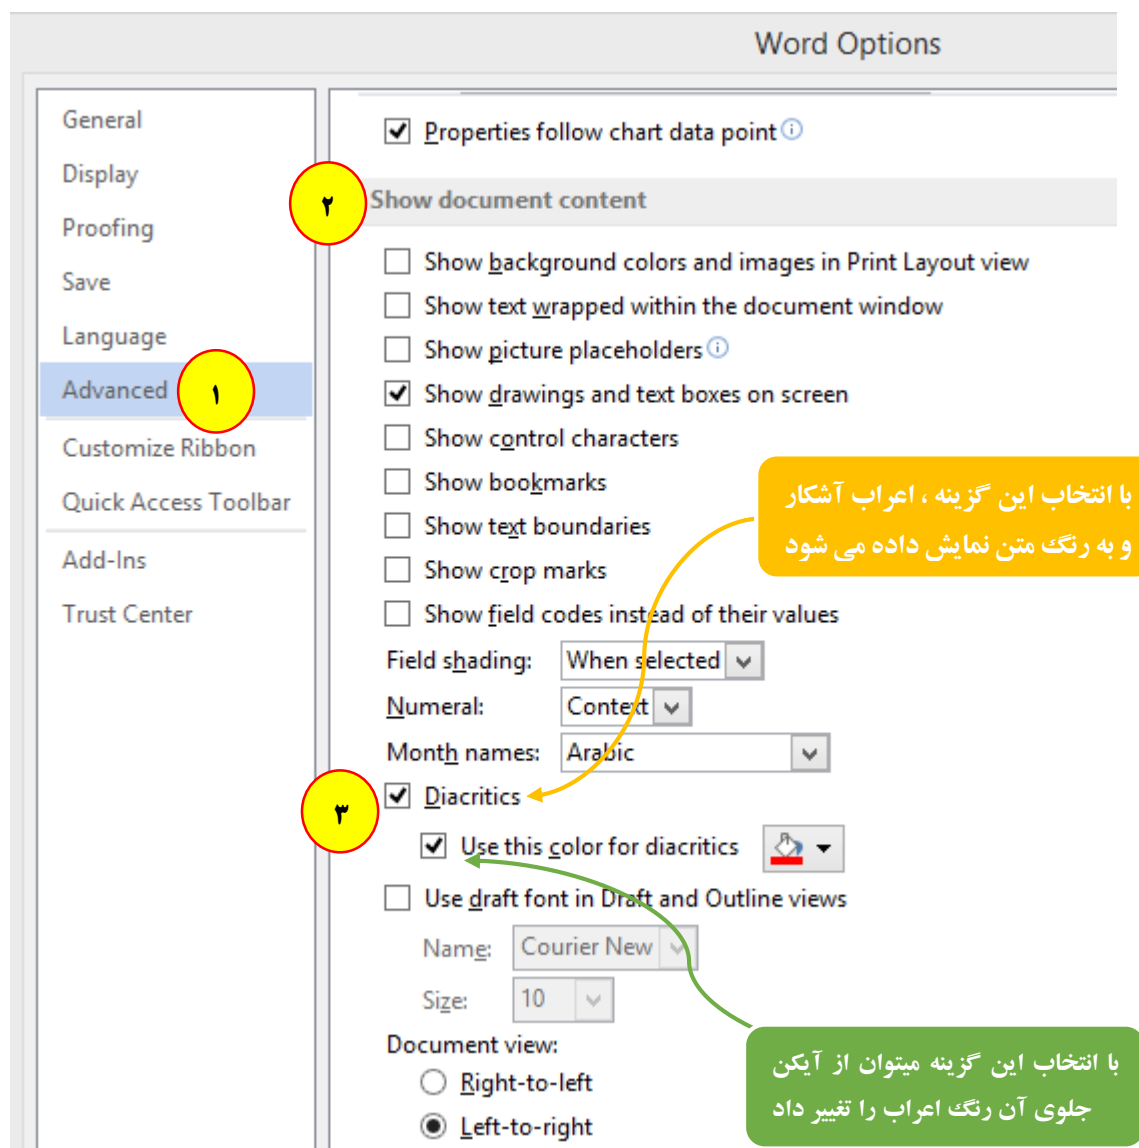 Word Options
General
Display
Proofing
Save
Language
Advanced
۱
Customize Ribbon
Quick Access Toolbar
Add-Ins
Trust Center
Properties follow chart data point
۲
Show document content
Show background colors and images in Print Layout view
Show text wrapped within the document window
Show picture placeholders
Show drawings and text boxes on screen
Show control characters
Show bookmarks
Show text boundaries
Show crop marks
Show field codes instead of their values
با انتخاب این گزینه ، اعراب آشکار
و به رنگ متن نمایش داده می شود
Field shading: When selected
Numeral: Context
Month names: Arabic
۳
Diacritics
Use this color for diacritics
Use draft font in Draft and Outline views
Name: Courier New
Size: 10
Document view:
Right-to-left
Left-to-right
با انتخاب این گزینه میتوان از آیکن
جلوی آن رنگ اعراب را تغییر داد